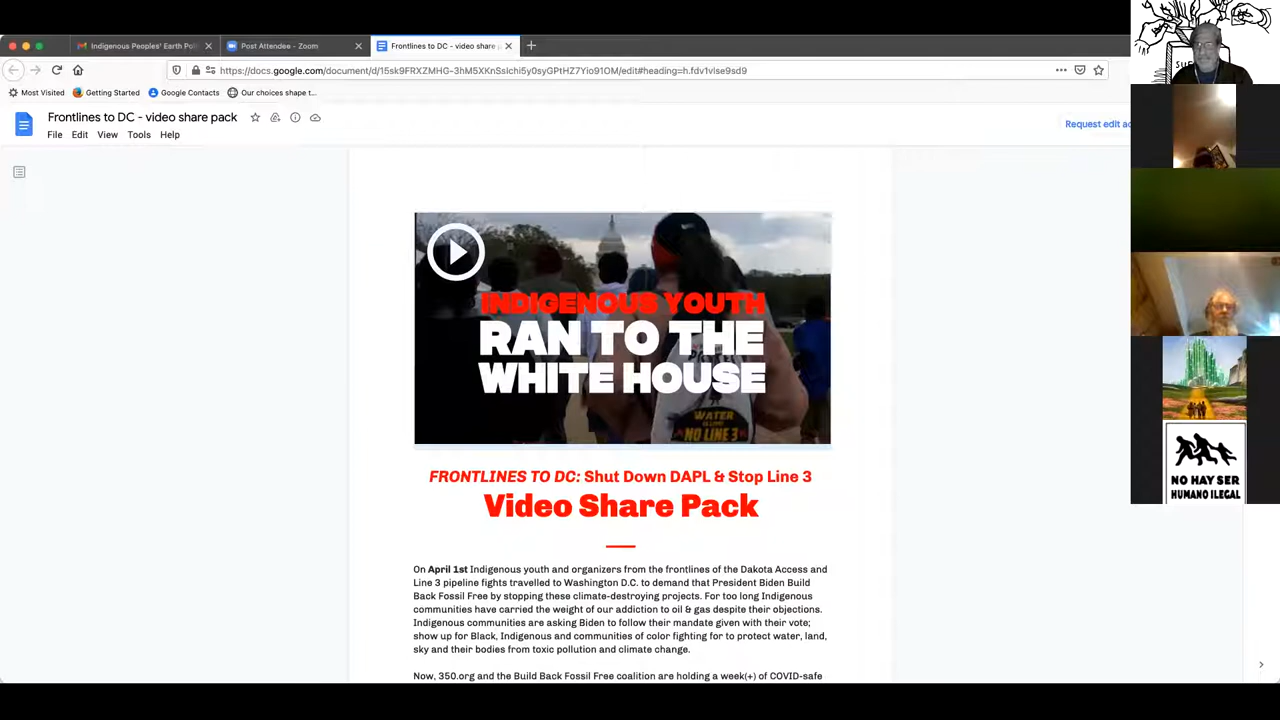 Indigenous Peoples' Earth Pol
Post Attendee - Zoom
Frontlines to DC - video share p
https://docs.google.com/document/d/15sk9FRXZMHG-3hM5XKnSsIchi5y0syGPtHZ7Yio91OM/edit#heading=h.fdv1vlse9sd9
Most Visited
Getting Started
Google Contacts
Our choices shape t...
Frontlines to DC - video share pack
File Edit View Tools Help
Request edit ac
INDIGENOUS YOUTH
RAN TO THE
WHITE HOUSE
WATER
NO LINE 3
FRONTLINES TO DC: Shut Down DAPL & Stop Line 3
Video Share Pack
On April 1st Indigenous youth and organizers from the frontlines of the Dakota Access and
Line 3 pipeline fights travelled to Washington D.C. to demand that President Biden Build
Back Fossil Free by stopping these climate-destroying projects. For too long Indigenous
communities have carried the weight of our addiction to oil & gas despite their objections.
Indigenous communities are asking Biden to follow their mandate given with their vote;
show up for Black, Indigenous and communities of color fighting for to protect water, land,
sky and their bodies from toxic pollution and climate change.
Now, 350.org and the Build Back Fossil Free coalition are holding a week(+) of COVID-safe
NO HAY SER
HUMANO ILEGAL